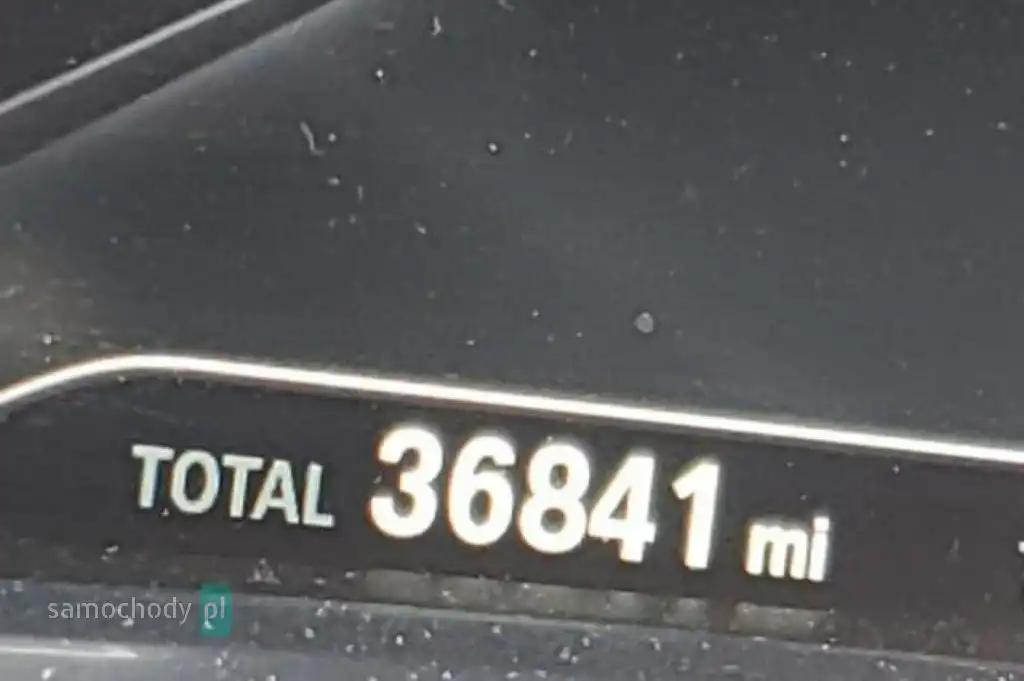 TOTAL 36841 mi
samochody pl